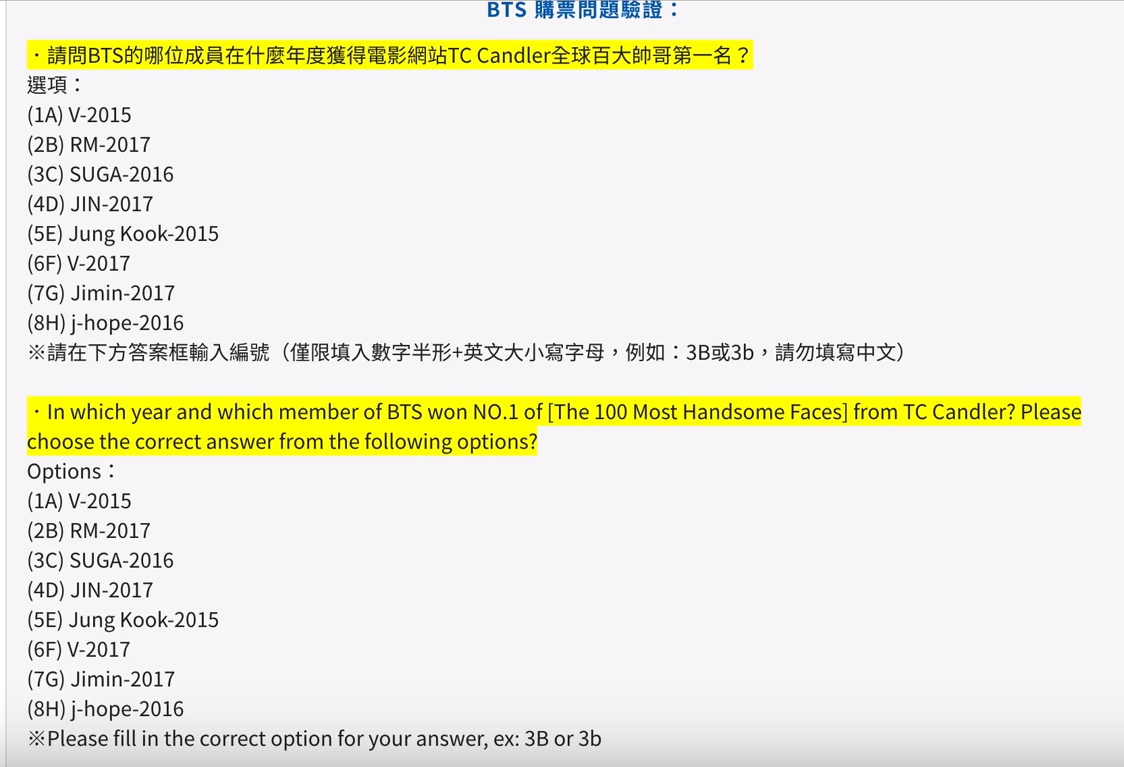 BTS 購票問題驗證：
．請問BTS的哪位成員在什麼年度獲得電影網站TC Candler全球百大帥哥第一名？
選項：
(1A) V-2015
(2B) RM-2017
(3C) SUGA-2016
(4D) JIN-2017
(5E) Jung Kook-2015
(6F) V-2017
(7G) Jimin-2017
(8H) j-hope-2016
※請在下方答案框輸入編號（僅限填入數字半形+英文大小寫字母，例如：3B或3b，請勿填寫中文）
．In which year and which member of BTS won NO.1 of [The 100 Most Handsome Faces] from TC Candler? Please
choose the correct answer from the following options?
Options：
(1A) V-2015
(2B) RM-2017
(3C) SUGA-2016
(4D) JIN-2017
(5E) Jung Kook-2015
(6F) V-2017
(7G) Jimin-2017
(8H) j-hope-2016
※Please fill in the correct option for your answer, ex: 3B or 3b